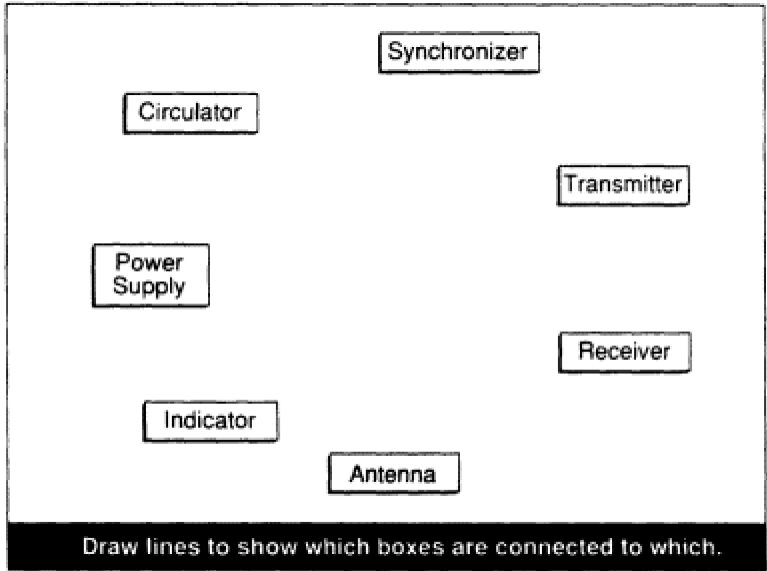 Synchronizer
Circulator
Transmitter
Power
Supply
Receiver
Indicator
Antenna
Draw lines to show which boxes are connected to which.